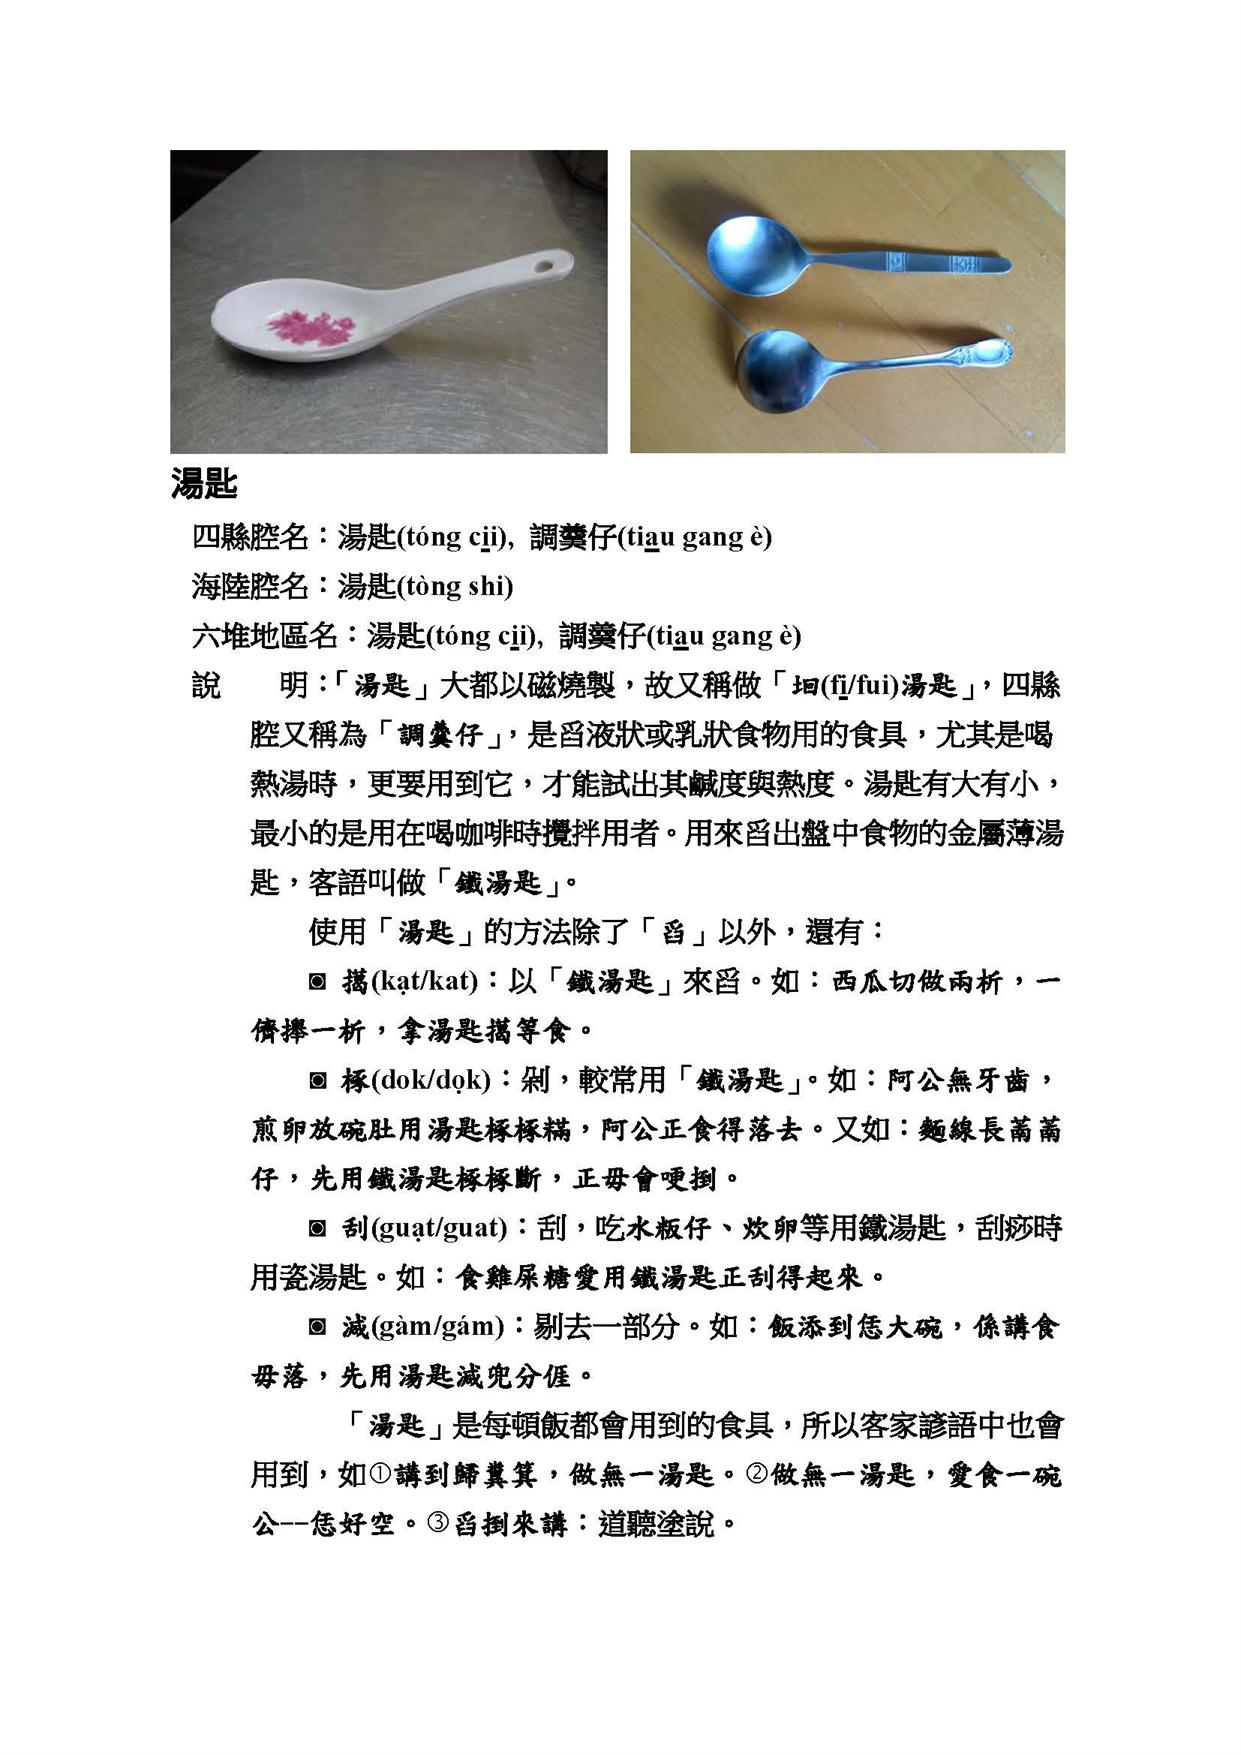 湯匙
四縣腔名：湯匙(tóng cii), 調羹仔(tiau gang è)
海陸腔名：湯匙(tòng shi)
六堆地區名：湯匙(tóng cii), 調羹仔(tiau gang è)
說　　明：「湯匙」大都以磁燒製，故又稱做「㘞(fi/fui)湯匙」，四縣
腔又稱為「調羹仔」，是舀液狀或乳狀食物用的食具，尤其是喝
熱湯時，更要用到它，才能試出其鹹度與熱度。湯匙有大有小，
最小的是用在喝咖啡時攪拌用者。用來舀出盤中食物的金屬薄湯
匙，客語叫做「鐵湯匙」。
使用「湯匙」的方法除了「舀」以外，還有：
◙ 擖(kạt/kat)：以「鐵湯匙」來舀。如：西瓜切做兩析，一
儕㩀一析，拿湯匙擖等食。
◙ 椓(dok/dọk)：剁，較常用「鐵湯匙」。如：阿公無牙齒，
煎卵放碗肚用湯匙椓椓糊，阿公正食得落去。又如：麵線長萵萵
仔，先用鐵湯匙椓椓斷，正毋會哽捯。
◙ 刮(guạt/guat)：刮，吃水粄仔、炊卵等用鐵湯匙，刮痧時
用瓷湯匙。如：食雞屎糖愛用鐵湯匙正刮得起來。
◙ 減(gàm/gám)：剔去一部分。如：飯添到恁大碗，係講食
毋落，先用湯匙減兜分𠊎。
「湯匙」是每頓飯都會用到的食具，所以客家諺語中也會
用到，如①講到歸糞箕，做無一湯匙。②做無一湯匙，愛食一碗
公--恁好空。③舀捯來講：道聽塗說。